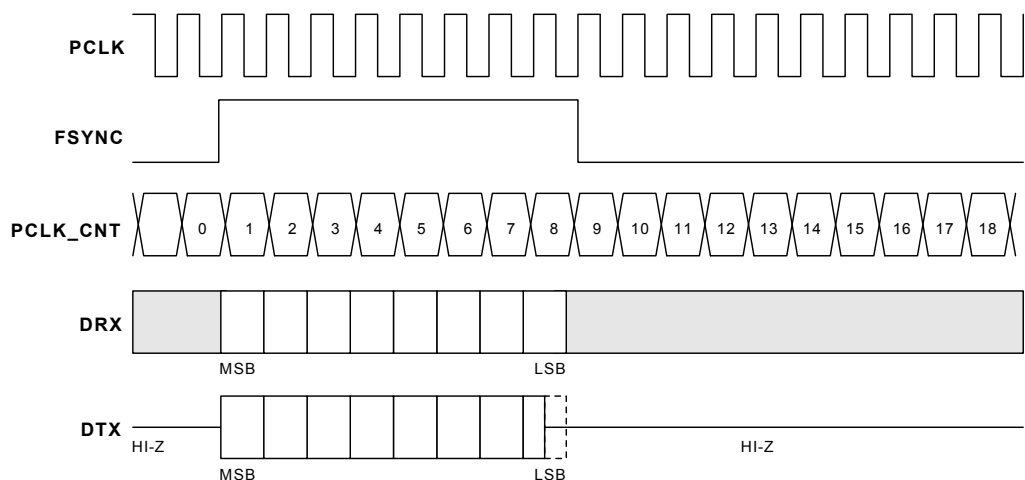 PCLK
FSYNC
PCLK_CNT 0 1 2 3 4 5 6 7 8 9 10 11 12 13 14 15 16 17 18
DRX
MSB LSB
DTX
HI-Z HI-Z
MSB LSB